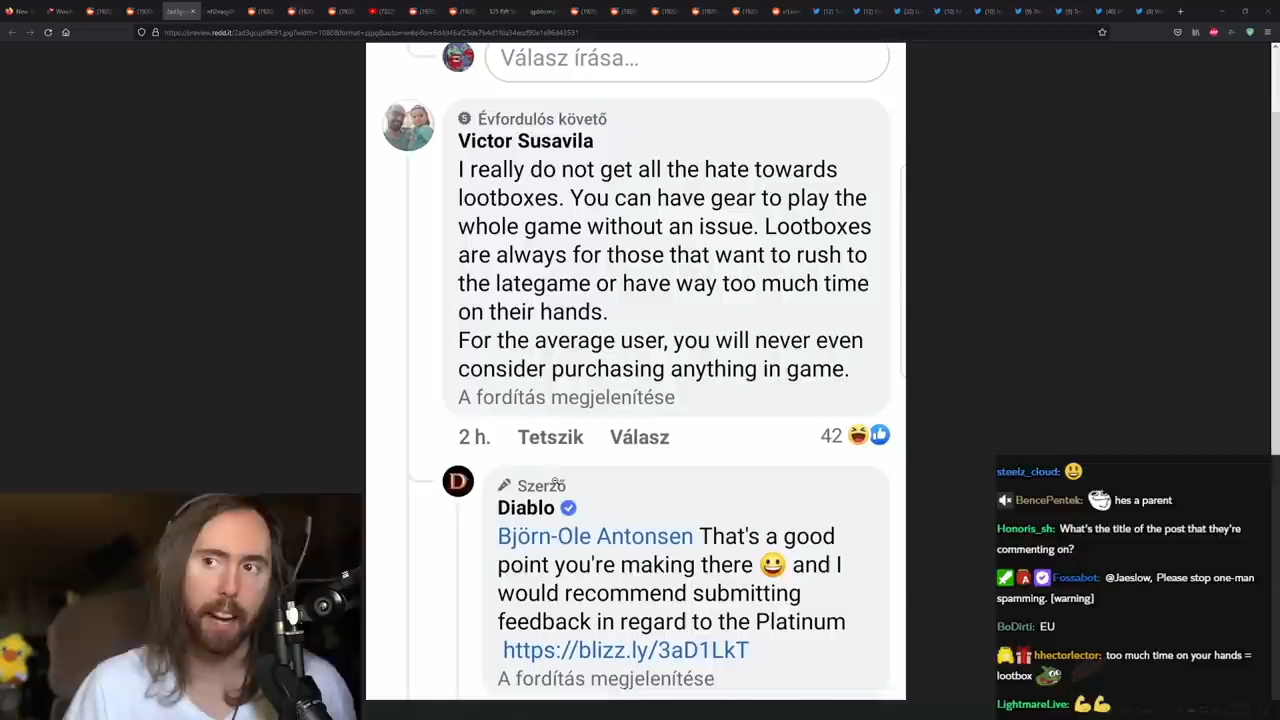 https://preview.redd.it/
Válasz írása...
Évfordulós követő
Victor Susavila
I really do not get all the hate towards
lootboxes. You can have gear to play the
whole game without an issue. Lootboxes
are always for those that want to rush to
the lategame or have way too much time
on their hands.
For the average user, you will never even
consider purchasing anything in game.
A fordítás megjelenítése
2 h. Tetszik Válasz 42
Szerző
Diablo
Björn-Ole Antonsen That's a good
point you're making there 😀 and I
would recommend submitting
feedback in regard to the Platinum
https://blizz.ly/3aD1LkT
A fordítás megjelenítése
steelz_cloud: 😃
BencePentek: hes a parent
Honoris_sh: What's the title of the post that they're
commenting on?
Fossabot: @Jaeslow, Please stop one-man
spamming. [warning]
BoDirti: EU
hhectorlector: too much time on your hands =
lootbox
LightmareLive: 💪💪